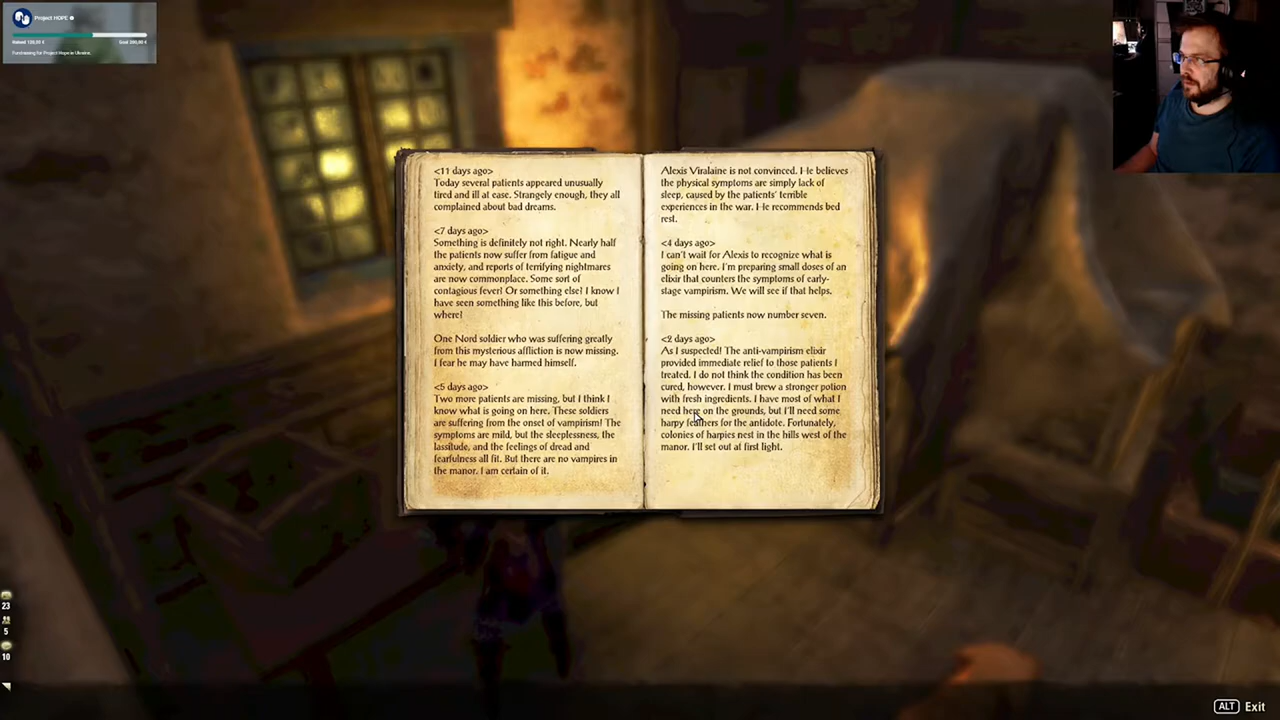 Project HOPE
Fundraising for Project Hope in Ukraine.
<11 days ago>
Today several patients appeared unusually
tired and ill at ease. Strangely enough, they all
complained about bad dreams.
<7 days ago>
Something is definitely not right. Nearly half
the patients now suffer from fatigue and
anxiety, and reports of terrifying nightmares
are now commonplace. Some sort of
contagious fever? Or something else? I know I
have seen something like this before, but
where?
One Nord soldier who was suffering greatly
from this mysterious affliction is now missing.
I fear he may have harmed himself.
<5 days ago>
Two more patients are missing, but I think I
know what is going on here. These soldiers
are suffering from the onset of vampirism! The
symptoms are mild, but the sleeplessness, the
lassitude, and the feelings of dread and
fearfulness all fit. But there are no vampires in
the manor. I am certain of it.
Alexis Viralaine is not convinced. He believes
the physical symptoms are simply lack of
sleep, caused by the patients' terrible
experiences in the war. He recommends bed
rest.
<4 days ago>
I can't wait for Alexis to recognize what is
going on here. I'm preparing small doses of an
elixir that counters the symptoms of early-
stage vampirism. We will see if that helps.
The missing patients now number seven.
<2 days ago>
As I suspected! The anti-vampirism elixir
provided immediate relief to those patients I
treated. I do not think the condition has been
cured, however. I must brew a stronger potion
with fresh ingredients. I have most of what I
need here on the grounds, but I'll need some
harpy feathers for the antidote. Fortunately,
colonies of harpies nest in the hills west of the
manor. I'll set out at first light.
23
5
10
ALT Exit